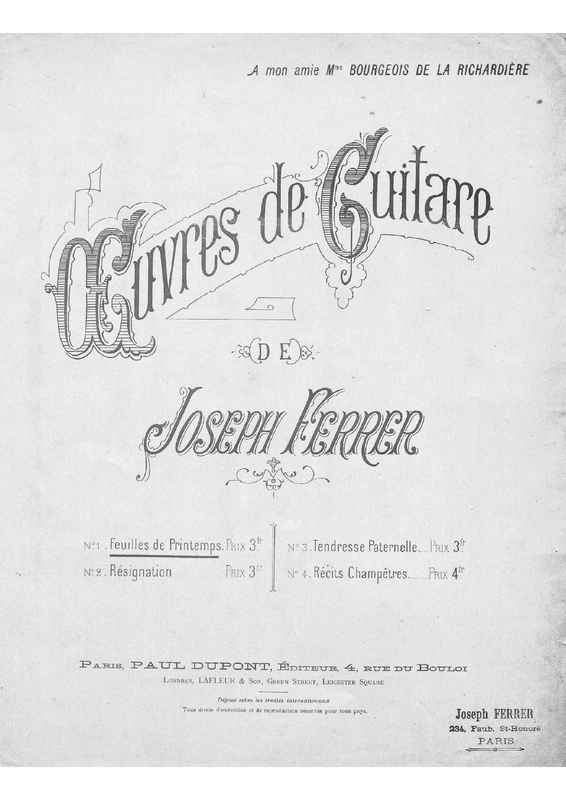 A mon amie Mme BOURGEOIS DE LA RICHARDIÈRE
Œuvres de Guitare
DE
JOSEPH FERRER
No 1. Feuilles de Printemps. PRIX 3fr
No 2. Résignation PRIX 3fr
No 3. Tendresse Paternelle... PRIX 3fr
No 4. Récits Champêtres....... PRIX 4fr
PARIS, PAUL DUPONT, ÉDITEUR, 4, RUE DU BOULOI
LONDRES, LAFLEUR & SON, GREEN STREET, LEICESTER SQUARE
Déposé selon les traités internationaux
Tous droits d'exécution et de reproduction réservés pour tous pays.
Joseph FERRER
234, Faub. St-Honoré
PARIS